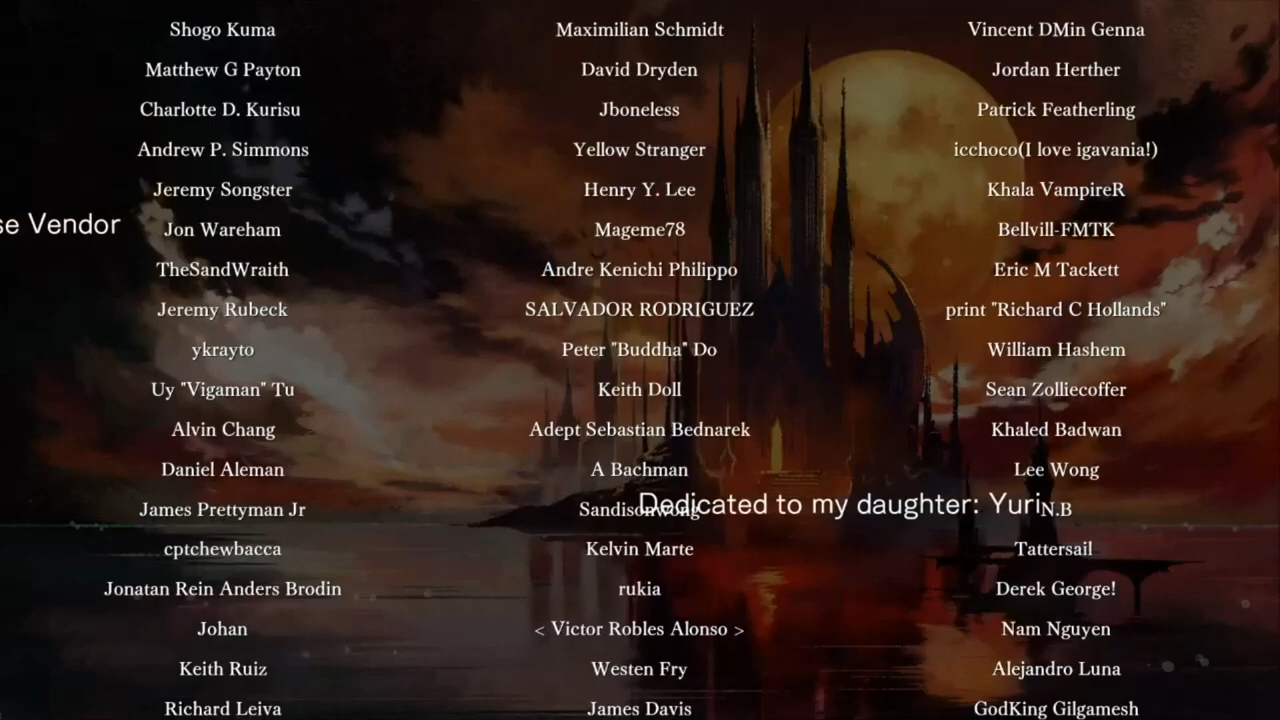 Shogo Kuma
Matthew G Payton
Charlotte D. Kurisu
Andrew P. Simmons
Jeremy Songster
se Vendor
Jon Wareham
TheSandWraith
Jeremy Rubeck
ykrayto
Uy "Vigaman" Tu
Alvin Chang
Daniel Aleman
James Prettyman Jr
cptchewbacca
Jonatan Rein Anders Brodin
Johan
Keith Ruiz
Richard Leiva
Maximilian Schmidt
David Dryden
Jboneless
Yellow Stranger
Henry Y. Lee
Mageme78
Andre Kenichi Philippo
SALVADOR RODRIGUEZ
Peter "Buddha" Do
Keith Doll
Adept Sebastian Bednarek
A Bachman
Dedicated to my daughter: Yuri
Sandisonwong
Kelvin Marte
rukia
< Victor Robles Alonso >
Westen Fry
James Davis
Vincent DMin Genna
Jordan Herther
Patrick Featherling
icchoco(I love igavania!)
Khala VampireR
Bellvill-FMTK
Eric M Tackett
print "Richard C Hollands"
William Hashem
Sean Zolliecoffer
Khaled Badwan
Lee Wong
N.B
Tattersail
Derek George!
Nam Nguyen
Alejandro Luna
GodKing Gilgamesh